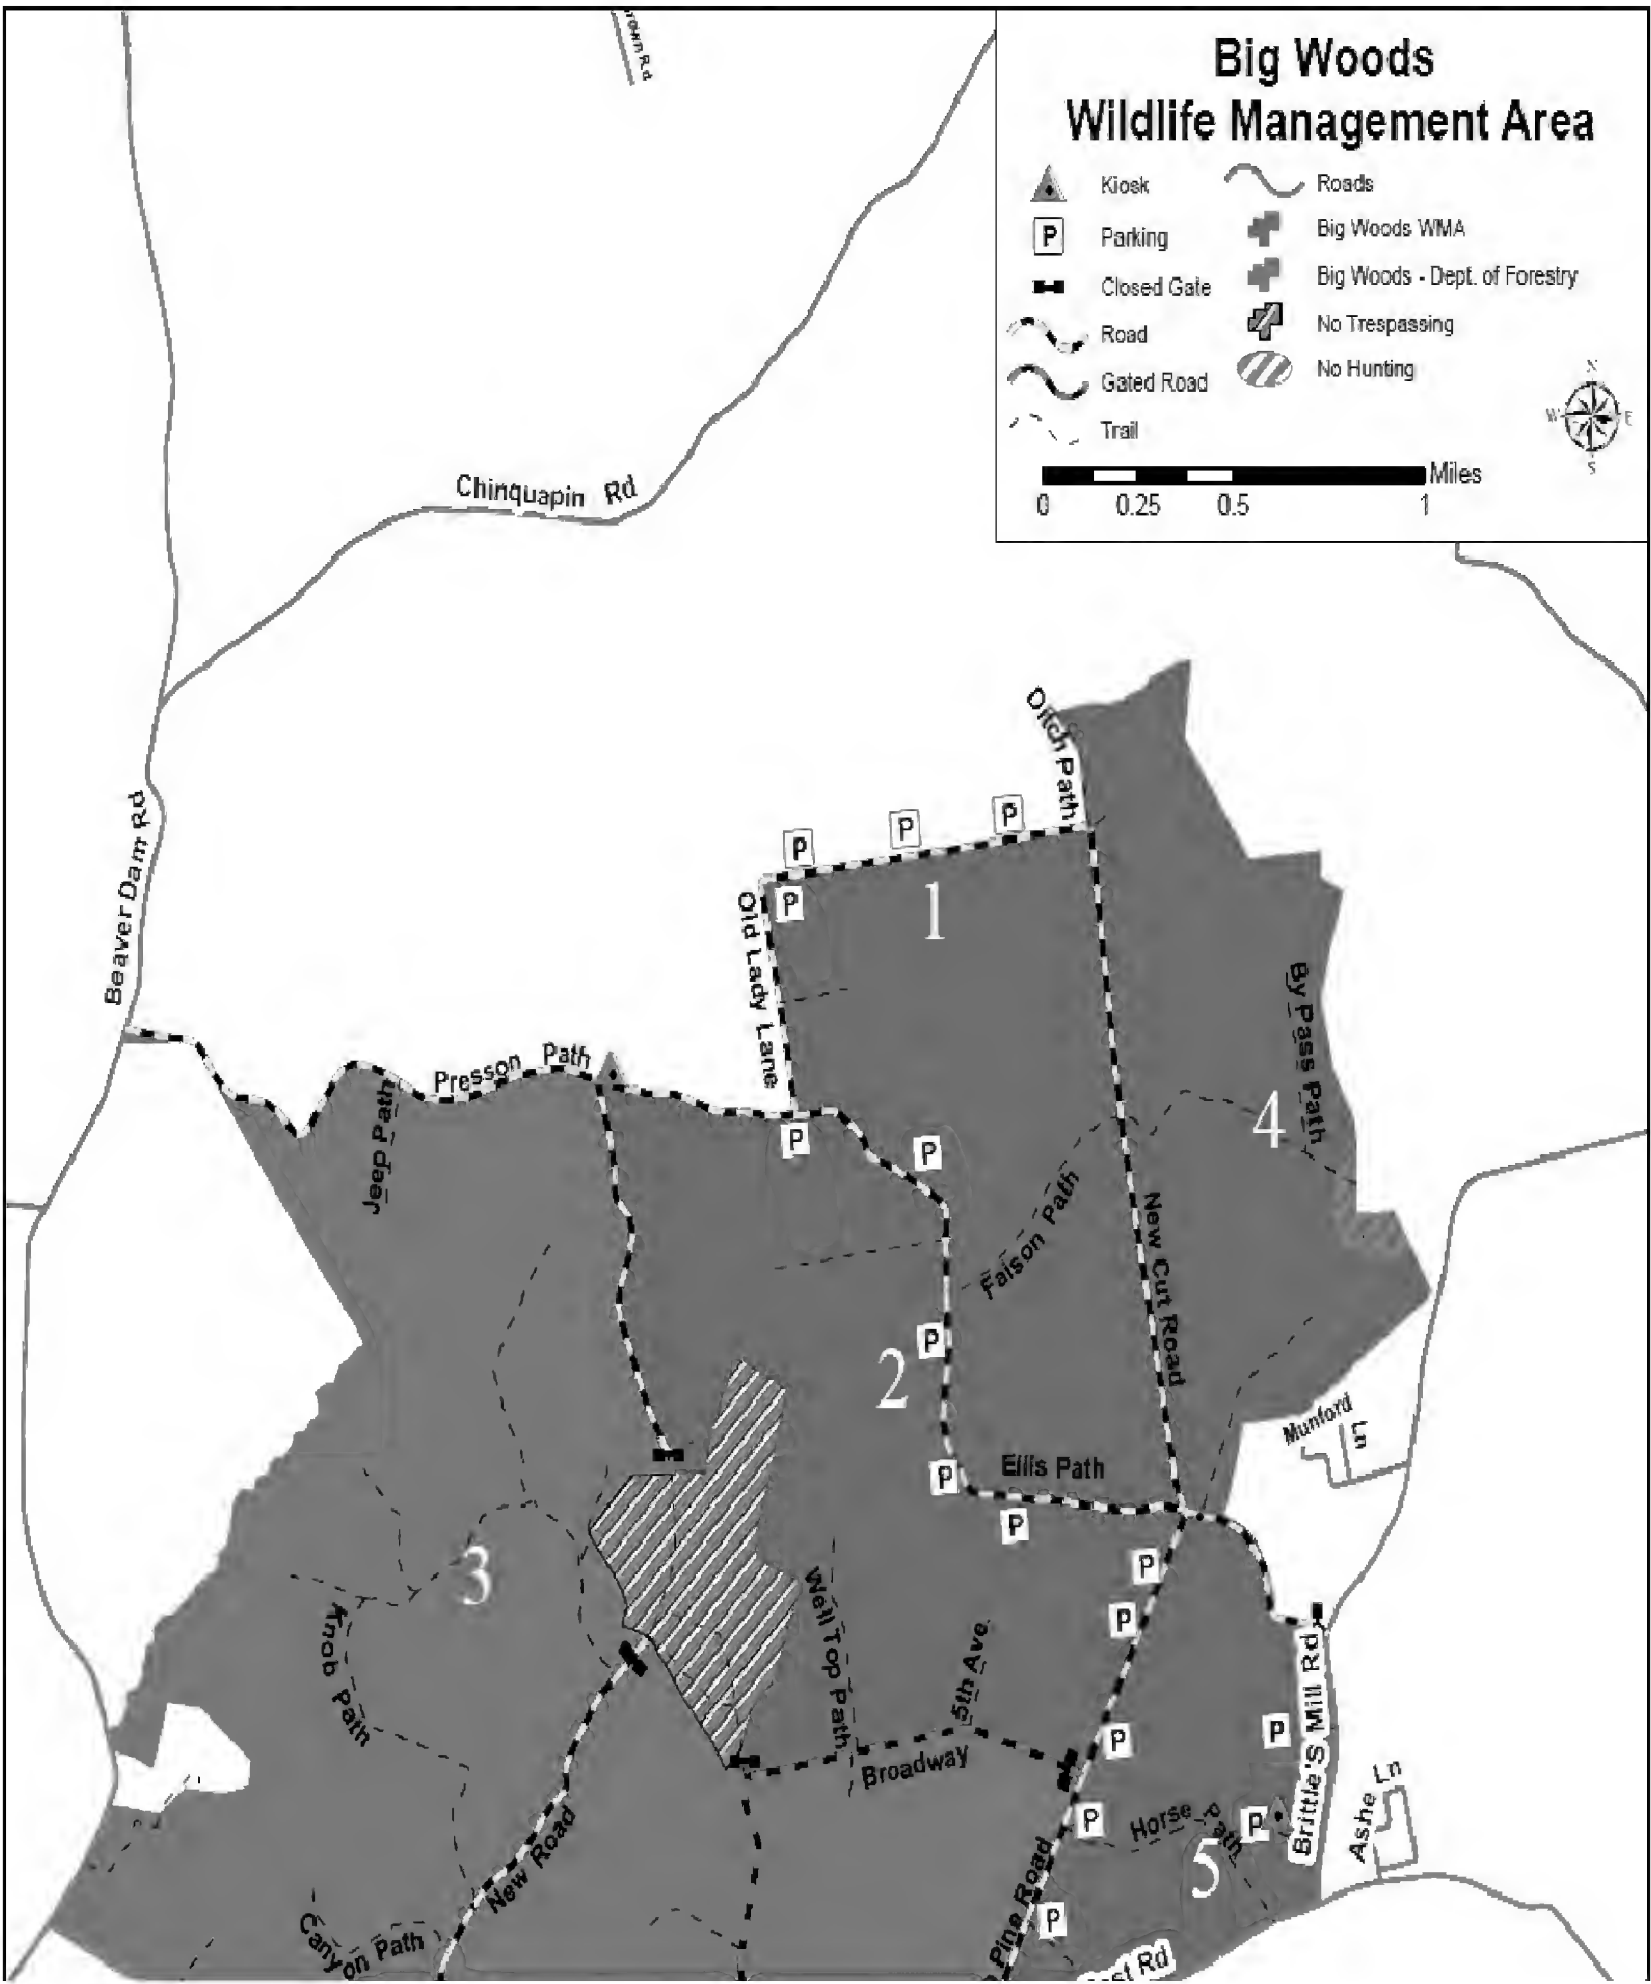 Big Woods
Wildlife Management Area
Kiosk
Parking
Closed Gate
Road
Gated Road
Trail
Roads
Big Woods WMA
Big Woods - Dept. of Forestry
No Trespassing
No Hunting
N
W E
S
Miles
0 0.25 0.5 1
Rd
Chinquapin Rd
Ditch Path
Beaver Dam Rd
P
P
P
P
1
Old Lady Lane
By Pass Path
Presson Path
Jeep Path
4
P
P
Faison Path
New Cut Road
P
2
Munford Ln
Ellis Path
P
P
P
3
Knob Path
Well Top Path
5th Ave.
P
Brittle'S Mill Rd
P
P
Broadway
Ashe Ln
P
Horse Path
P
5
New Road
Pine Road
P
Canyon Path
Rd